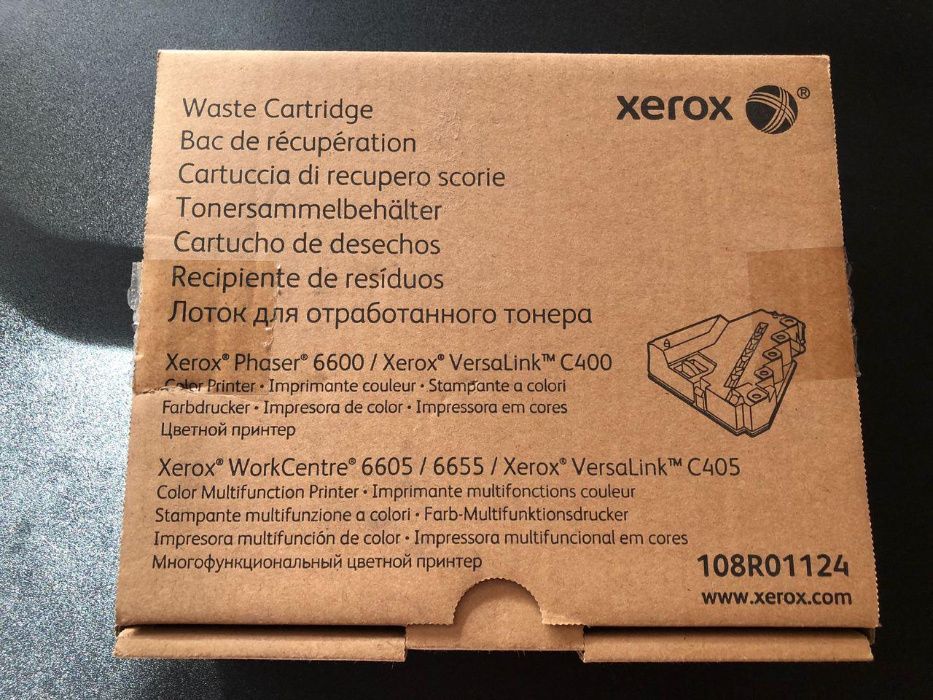 Waste Cartridge
Bac de récupération
Cartuccia di recupero scorie
Tonersammelbehälter
Cartucho de desechos
Recipiente de resíduos
Лоток для отработанного тонера
xerox ®
Xerox® Phaser® 6600 / Xerox® VersaLink™ C400
Color Printer • Imprimante couleur • Stampante a colori
Farbdrucker • Impresora de color • Impressora em cores
Цветной принтер
Xerox® WorkCentre® 6605 / 6655 / Xerox® VersaLink™ C405
Color Multifunction Printer • Imprimante multifonctions couleur
Stampante multifunzione a colori • Farb-Multifunktionsdrucker
Impresora multifunción de color • Impressora multifuncional em cores
Многофункциональный цветной принтер
108R01124
www.xerox.com